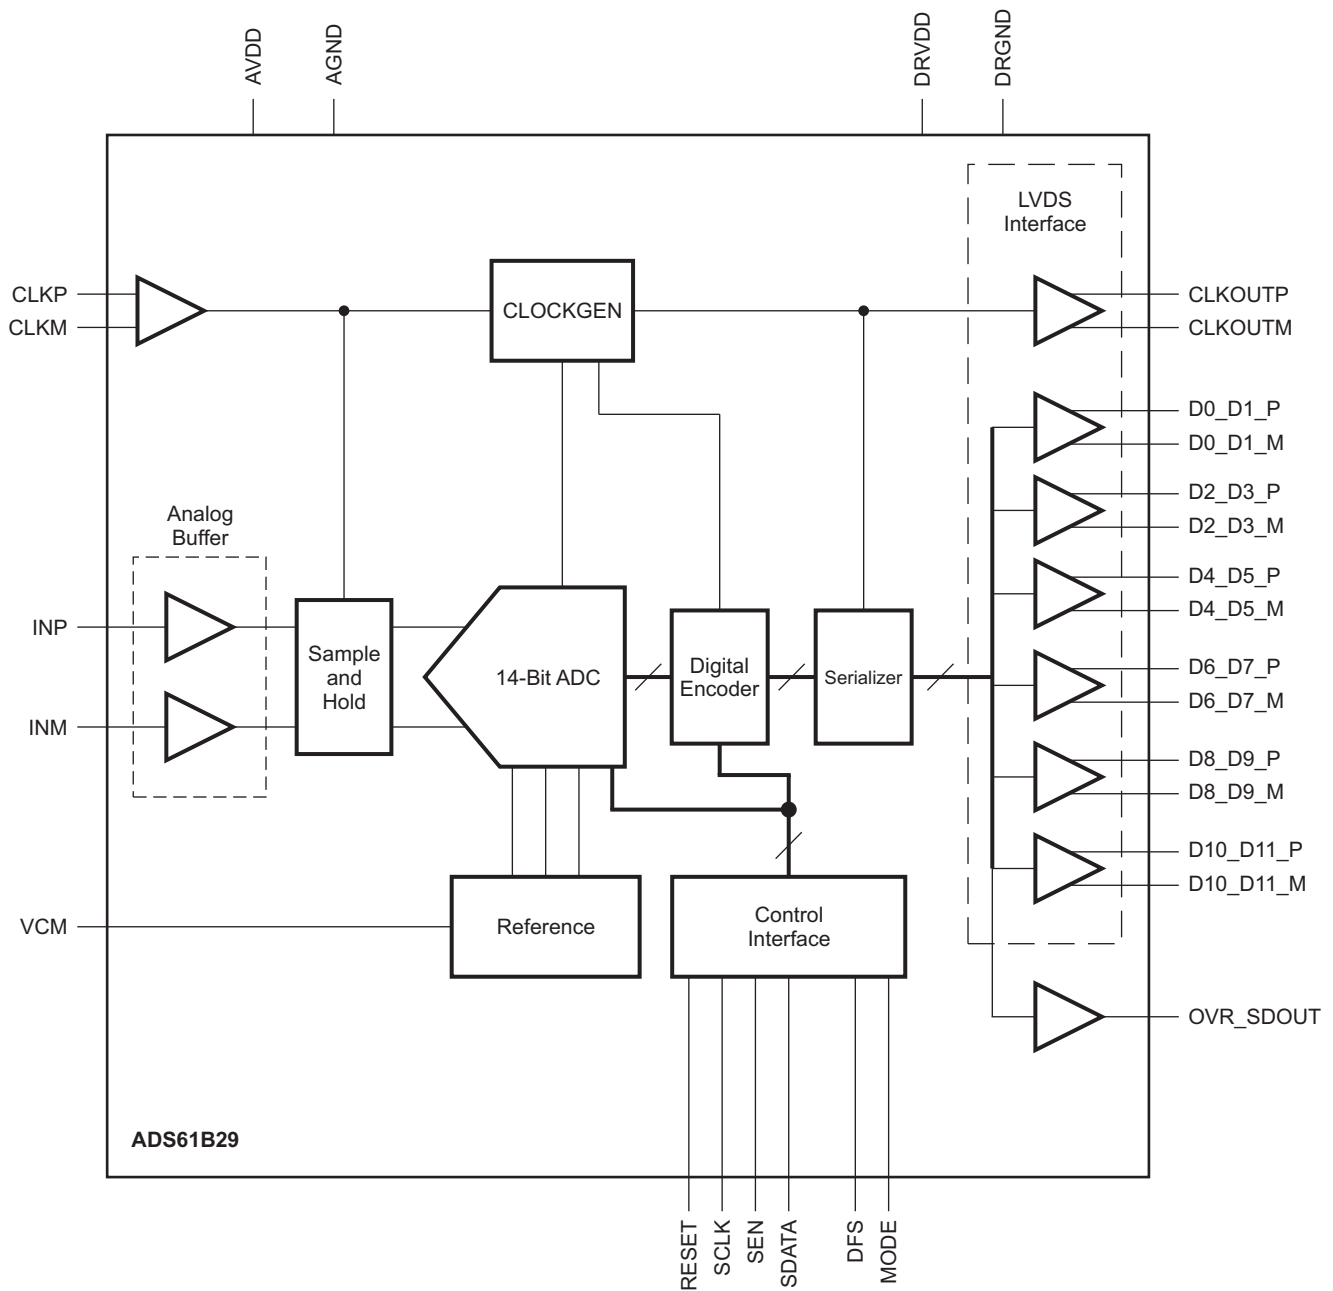 AVDD
AGND
DRVDD
DRGND
LVDS
Interface
CLKP
CLKM
CLOCKGEN
CLKOUTP
CLKOUTM
D0_D1_P
D0_D1_M
D2_D3_P
D2_D3_M
Analog
Buffer
D4_D5_P
D4_D5_M
INP
INM
Sample
and
Hold
14-Bit ADC
Digital
Encoder
Serializer
D6_D7_P
D6_D7_M
D8_D9_P
D8_D9_M
D10_D11_P
D10_D11_M
VCM
Reference
Control
Interface
OVR_SDOUT
ADS61B29
RESET
SCLK
SEN
SDATA
DFS
MODE